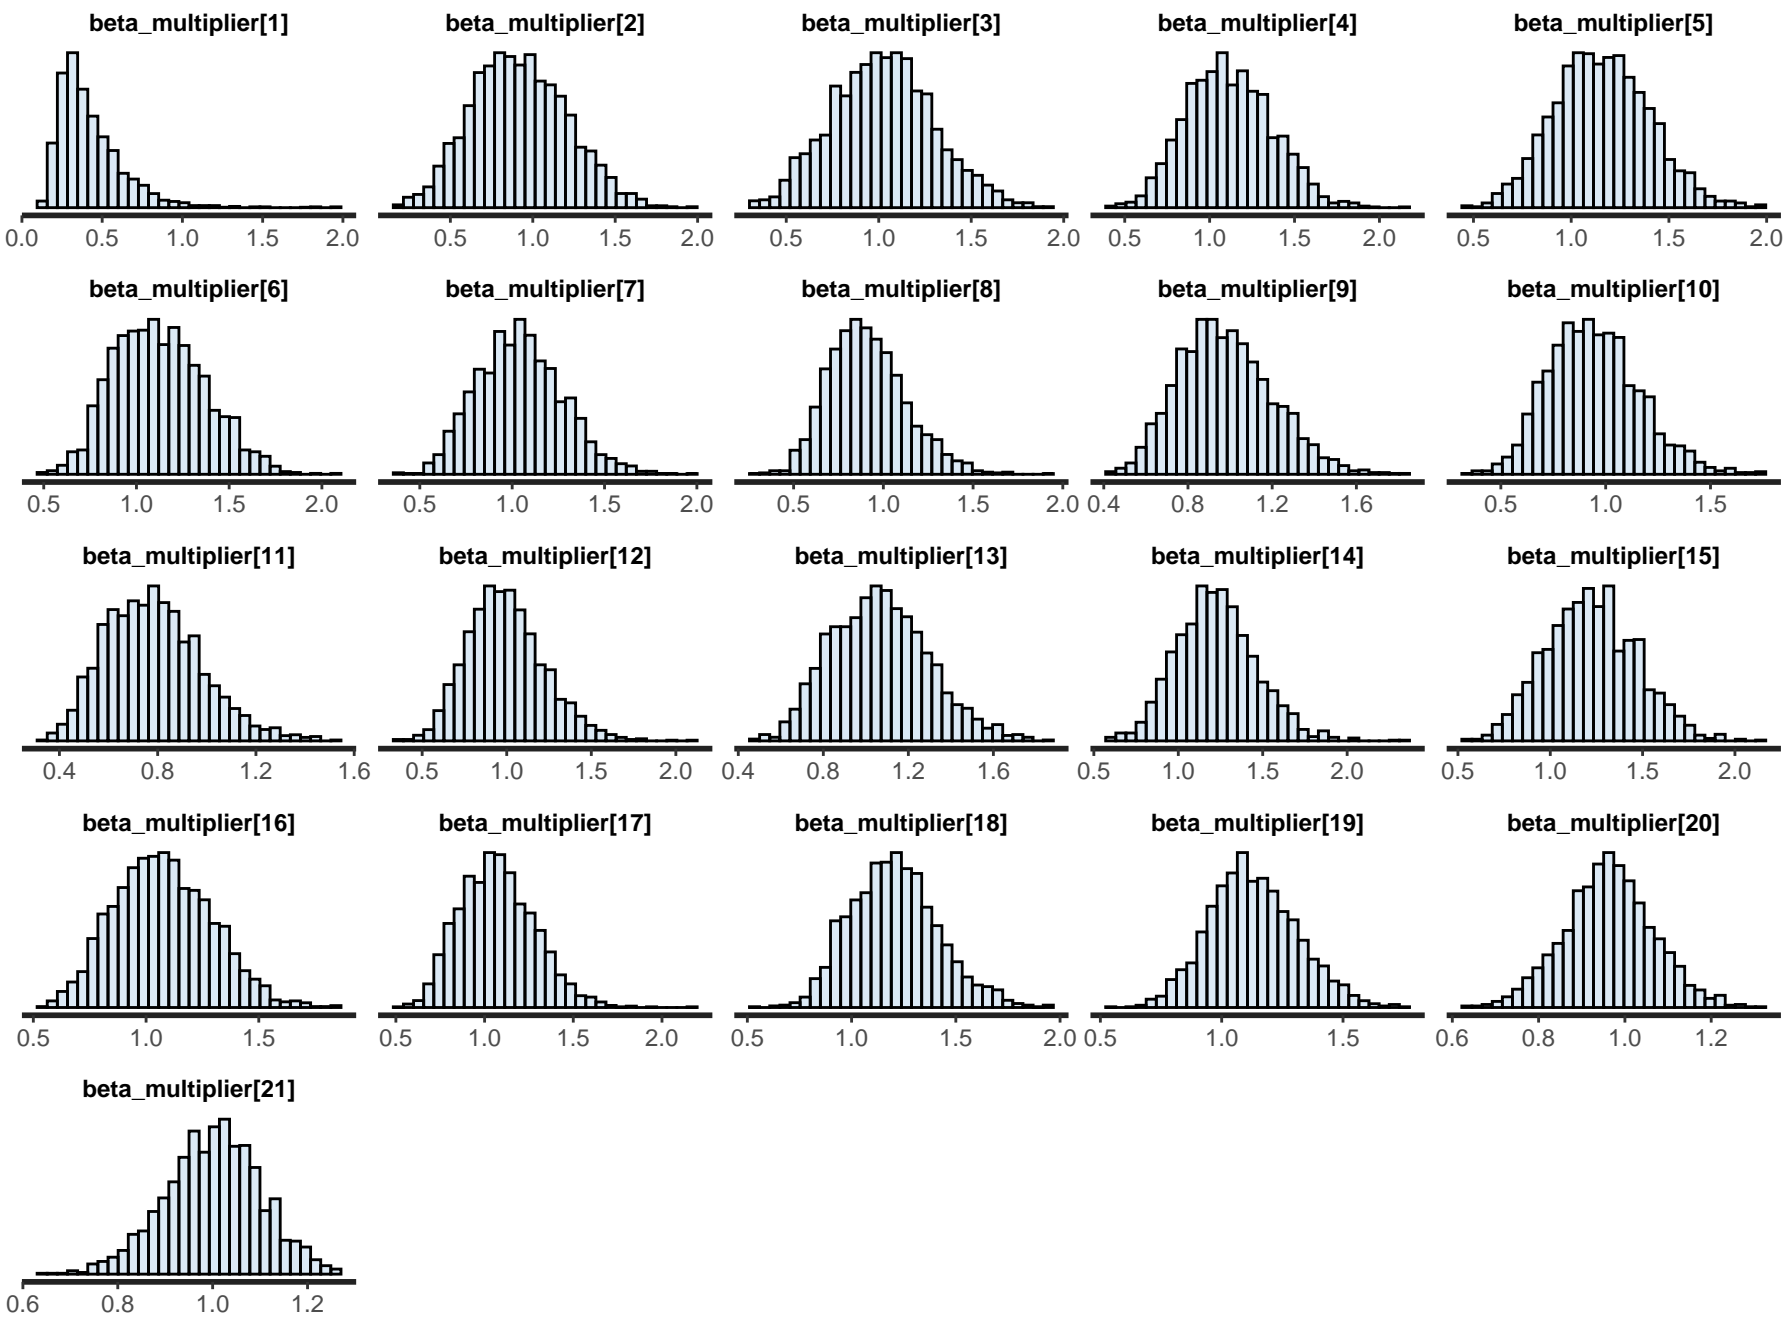 beta_multiplier[1] beta_multiplier[2] beta_multiplier[3] beta_multiplier[4] beta_multiplier[5]
0.0 0.5 1.0 1.5 2.0 0.5 1.0 1.5 2.0 0.5 1.0 1.5 2.0 0.5 1.0 1.5 2.0 0.5 1.0 1.5 2.0
beta_multiplier[6] beta_multiplier[7] beta_multiplier[8] beta_multiplier[9] beta_multiplier[10]
0.5 1.0 1.5 2.0 0.5 1.0 1.5 2.0 0.5 1.0 1.5 2.0 0.4 0.8 1.2 1.6 0.5 1.0 1.5
beta_multiplier[11] beta_multiplier[12] beta_multiplier[13] beta_multiplier[14] beta_multiplier[15]
0.4 0.8 1.2 1.6 0.5 1.0 1.5 2.0 0.4 0.8 1.2 1.6 0.5 1.0 1.5 2.0 0.5 1.0 1.5 2.0
beta_multiplier[16] beta_multiplier[17] beta_multiplier[18] beta_multiplier[19] beta_multiplier[20]
0.5 1.0 1.5 0.5 1.0 1.5 2.0 0.5 1.0 1.5 2.0 0.5 1.0 1.5 0.6 0.8 1.0 1.2
beta_multiplier[21]
0.6 0.8 1.0 1.2